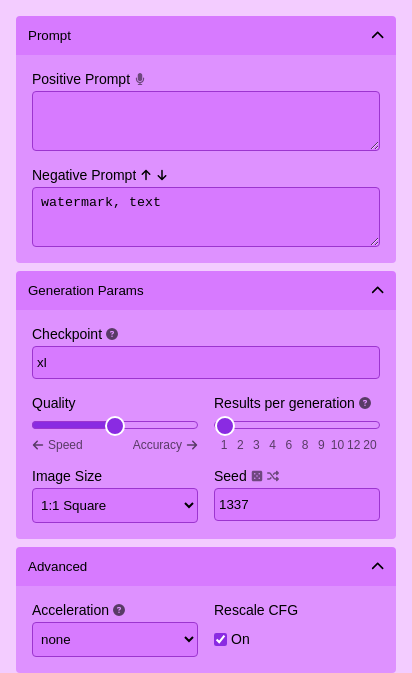 Prompt
Positive Prompt
Negative Prompt
watermark, text
Generation Params
Checkpoint ?
xl
Quality
Results per generation ?
Speed Accuracy
1 2 3 4 6 8 9 10 12 20
Image Size
Seed
1:1 Square
1337
Advanced
Acceleration ?
Rescale CFG
none
On